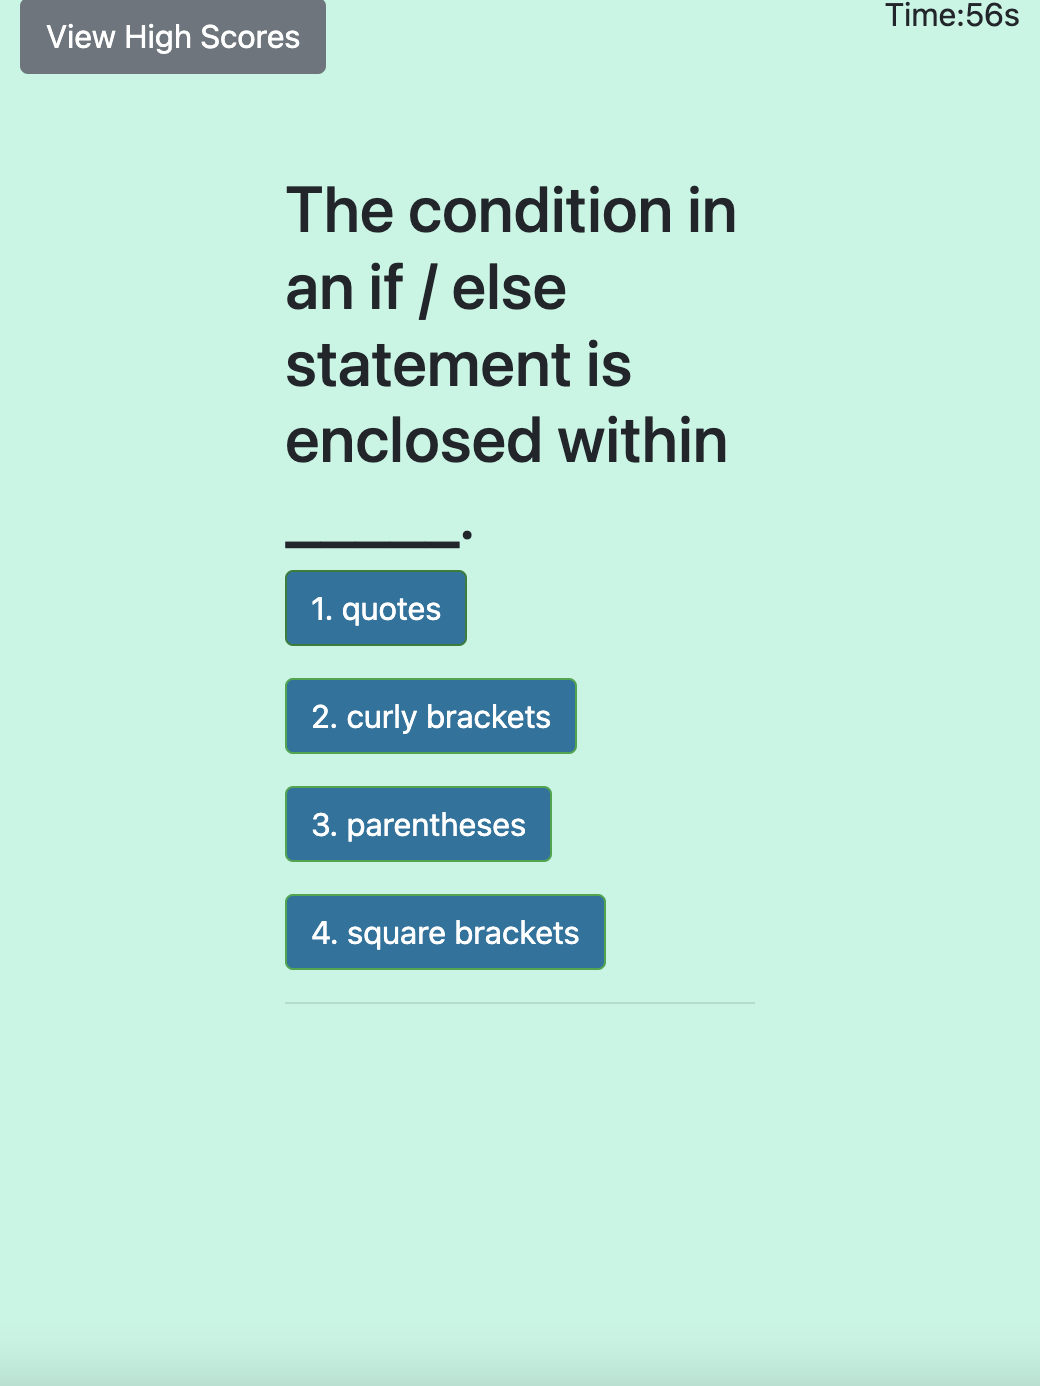 View High Scores
Time:56s
The condition in
an if / else
statement is
enclosed within
_______.
1. quotes
2. curly brackets
3. parentheses
4. square brackets